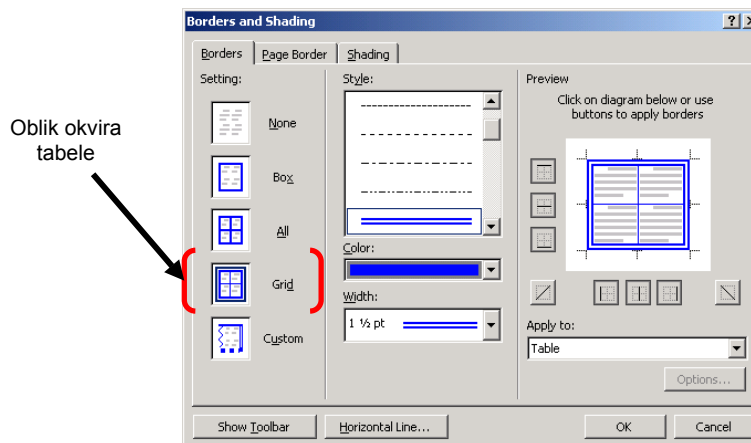 Borders and Shading
Borders
Page Border
Shading
Setting:
None
Box
All
Grid
Custom
Oblik okvira
tabele
Style:
Color:
Width:
1 ½ pt
Preview
Click on diagram below or use
buttons to apply borders
Apply to:
Table
Options...
Show Toolbar
Horizontal Line...
OK
Cancel